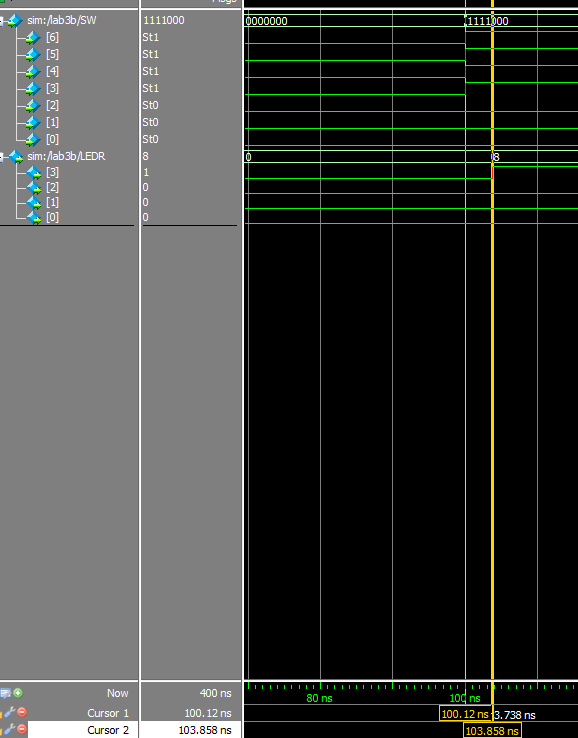 Msgs
sim:/lab3b/SW 1111000 0000000 1111000
[6] St1
[5] St1
[4] St1
[3] St1
[2] St0
[1] St0
[0] St0
sim:/lab3b/LEDR 8 0 8
[3] 1
[2] 0
[1] 0
[0] 0
Now 400 ns 80 ns 100 ns
Cursor 1 100.12 ns 100.12 ns 3.738 ns
Cursor 2 103.858 ns 103.858 ns